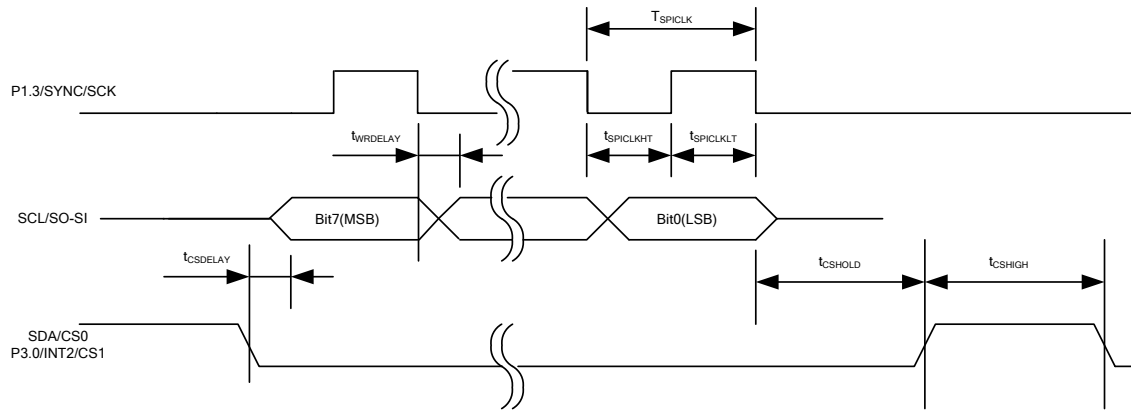 TSPICLK
P1.3/SYNC/SCK
tWRDELAY
tSPICLKHT
tSPICLKLT
SCL/SO-SI
Bit7(MSB)
Bit0(LSB)
tCSDELAY
tCSHOLD
tCSHIGH
SDA/CS0
P3.0/INT2/CS1